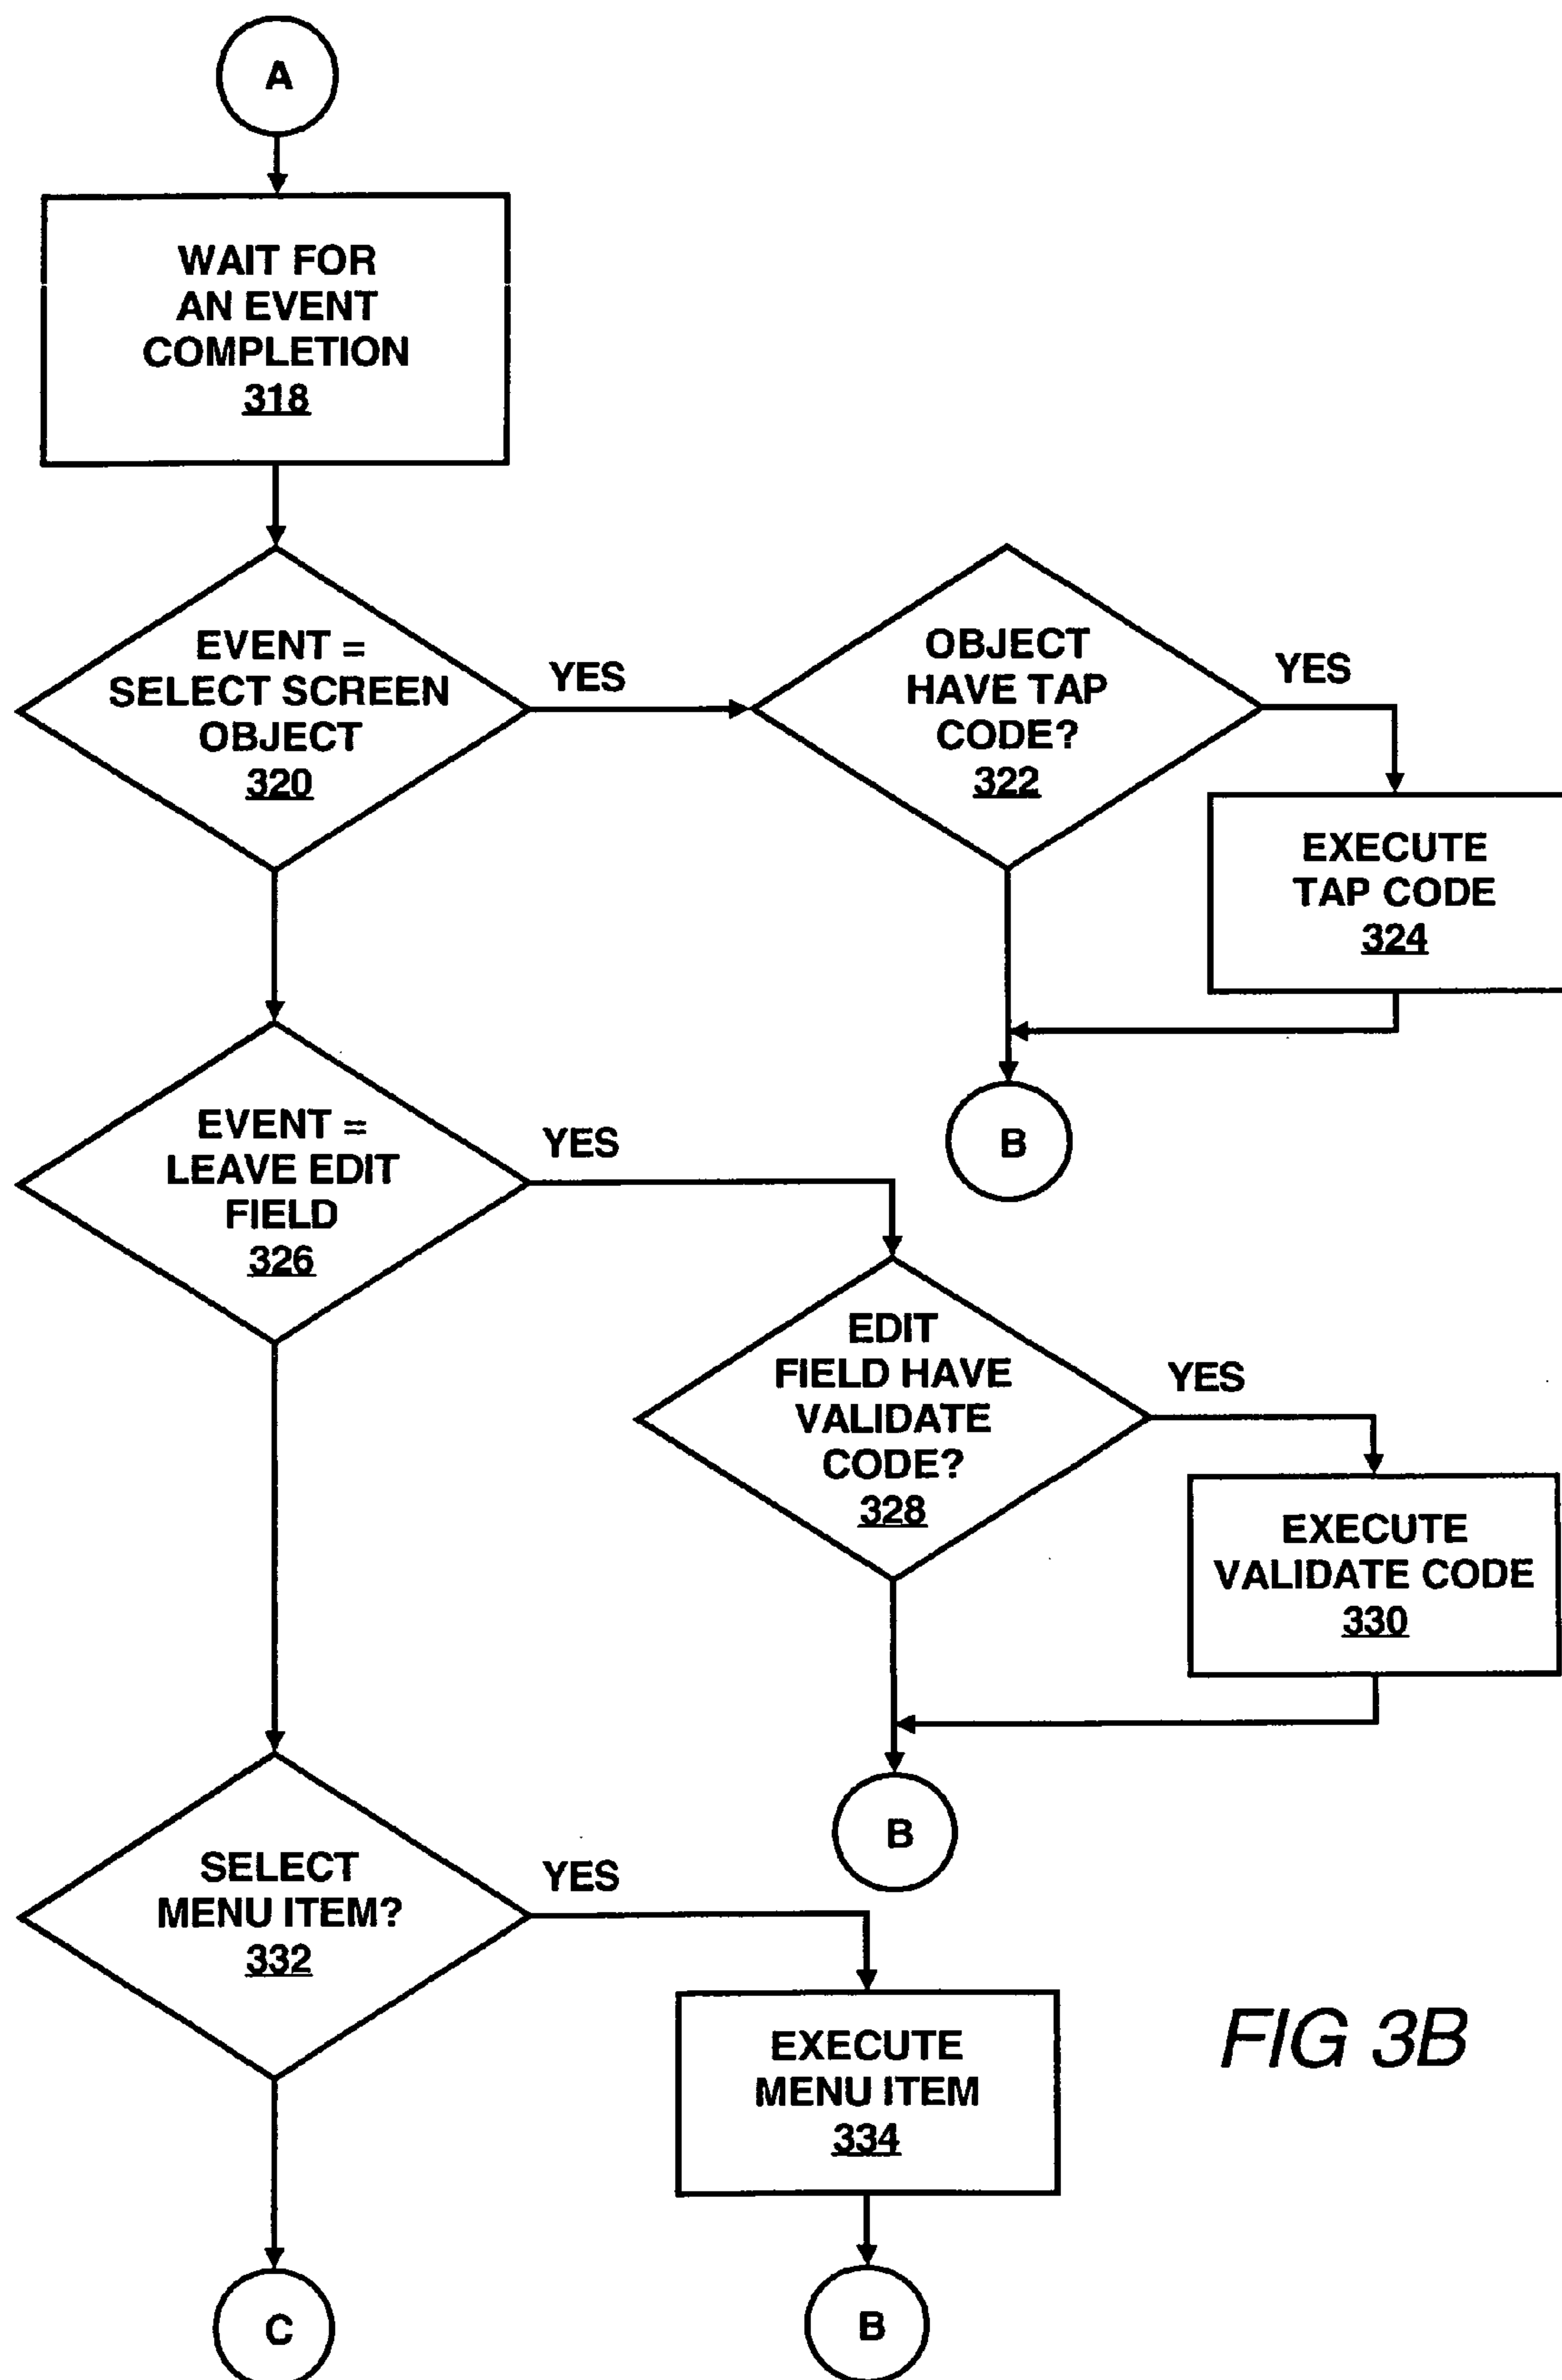 A
WAIT FOR
AN EVENT
COMPLETION
318
EVENT =
SELECT SCREEN
OBJECT
320
YES
OBJECT
HAVE TAP
CODE?
322
YES
EXECUTE
TAP CODE
324
B
EVENT =
LEAVE EDIT
FIELD
326
YES
EDIT
FIELD HAVE
VALIDATE
CODE?
328
YES
EXECUTE
VALIDATE CODE
330
B
SELECT
MENU ITEM?
332
YES
EXECUTE
MENU ITEM
334
FIG 3B
C
B